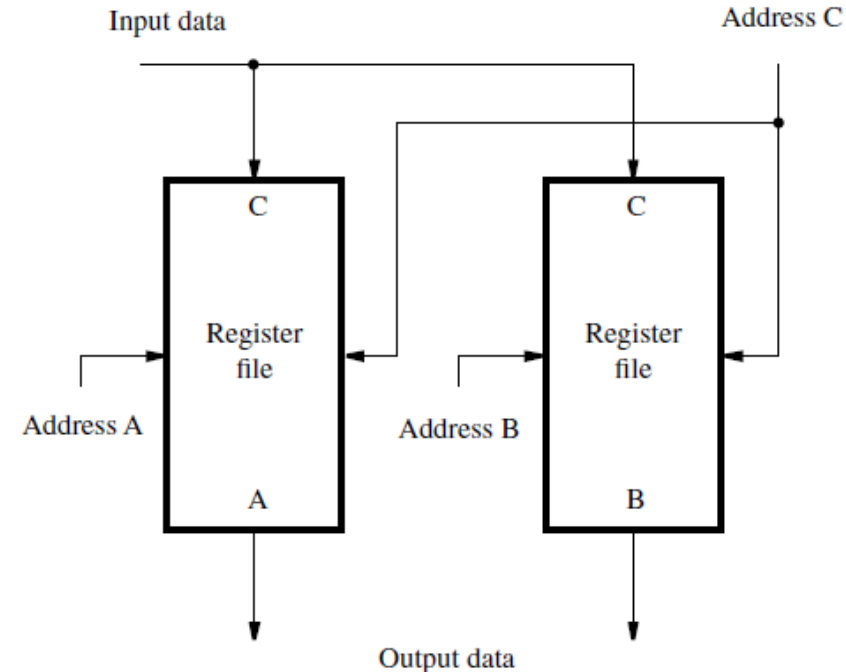 Input data
Address C
C
C
Register
file
Register
file
Address A
Address B
A
B
Output data